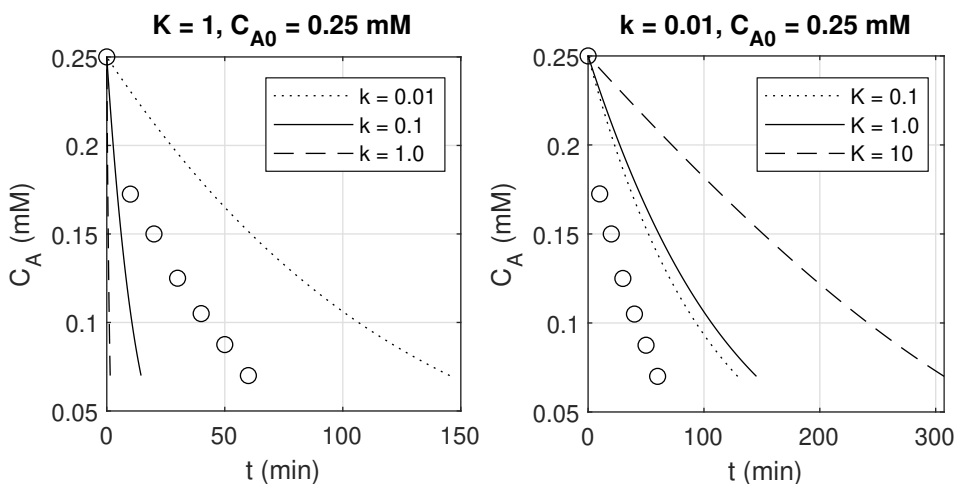 K = 1, C_A0 = 0.25 mM
k = 0.01
k = 0.1
k = 1.0
0.25
0.2
0.15
0.1
0.05
C_A (mM)
0 50 100 150
t (min)
k = 0.01, C_A0 = 0.25 mM
K = 0.1
K = 1.0
K = 10
0.25
0.2
0.15
0.1
0.05
C_A (mM)
0 100 200 300
t (min)